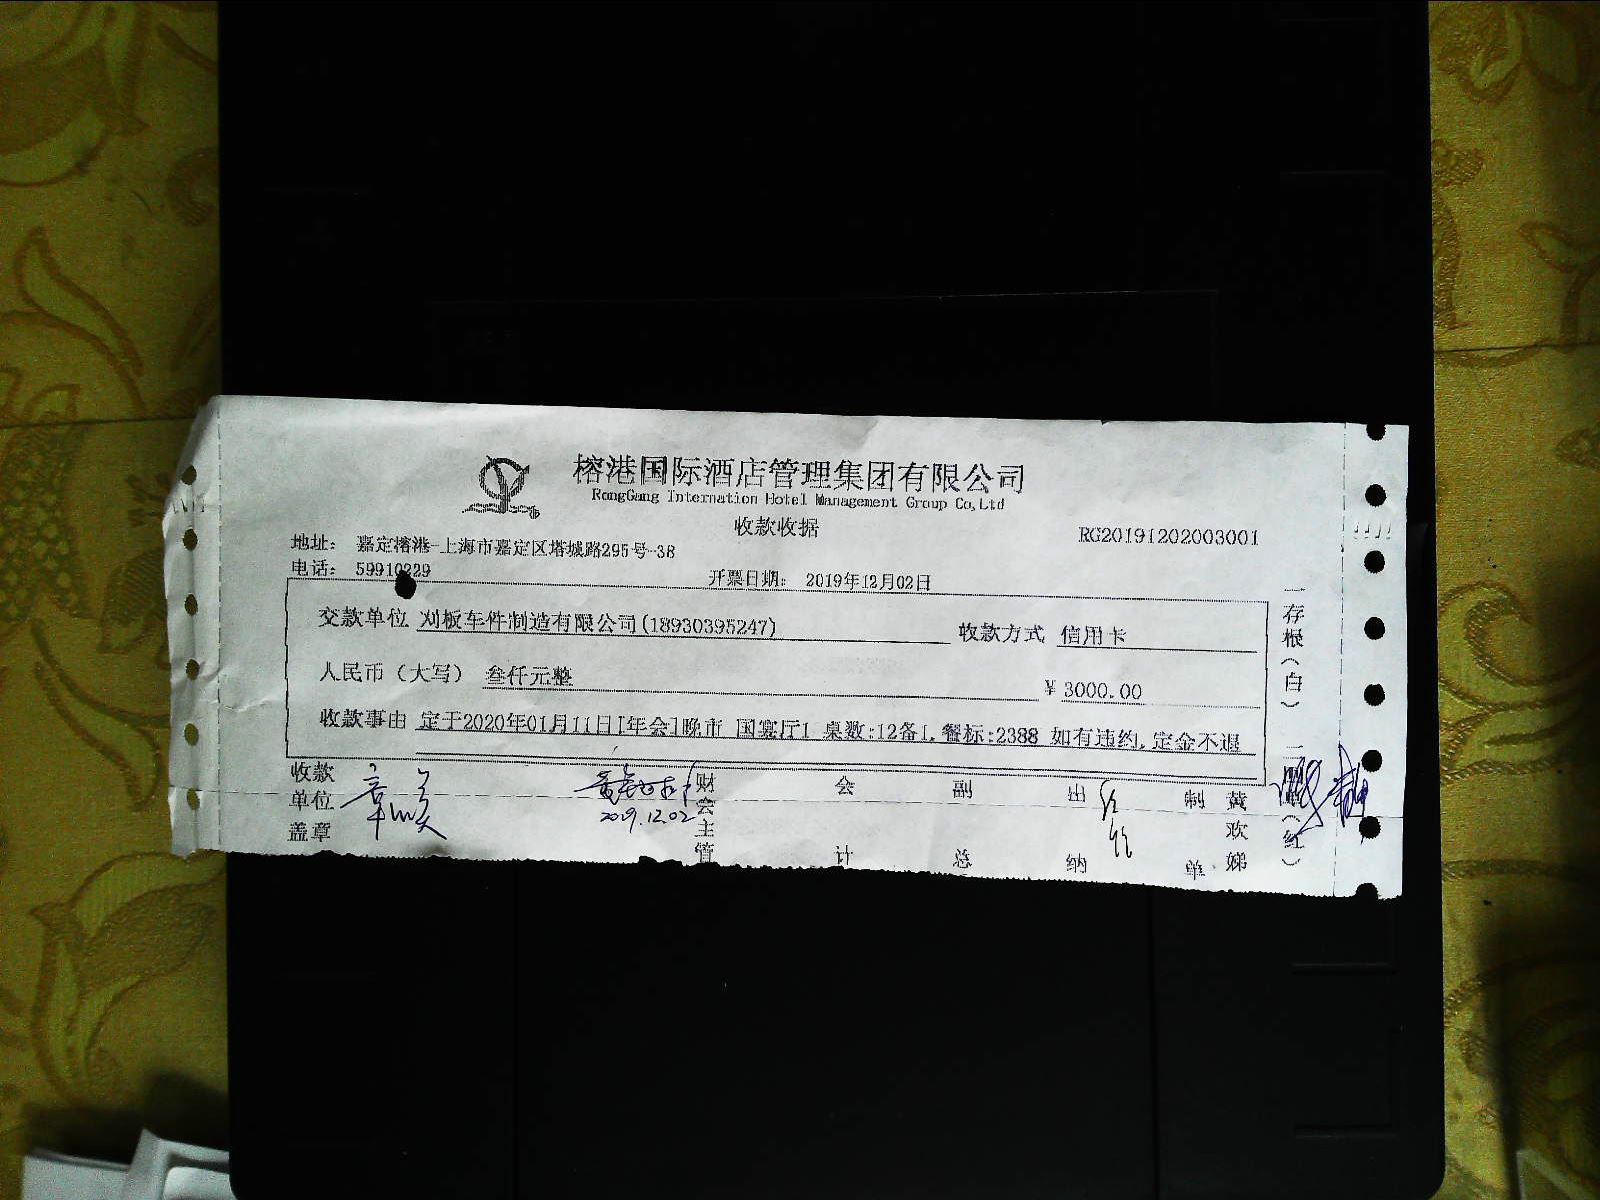 榕港国际酒店管理集团有限公司
RongGang Internation Hotel Management Group Co,Ltd
收款收据
RG20191202003001
地址： 嘉定榕港-上海市嘉定区塔城路295号-38
电话： 59910229
开票日期： 2019年12月02日
交款单位 刈板车件制造有限公司(18930395247) 收款方式 信用卡
人民币（大写） 叁仟元整 ￥3000.00
收款事由 定于2020年01月11日[年会]晚市 国宴厅1 桌数:12备1, 餐标:2388 如有违约,定金不退
收款单位盖章 财会主管 会计 副总 出纳 制单 黄欢娣
2019.12.02
一存根(白)
二
(红)